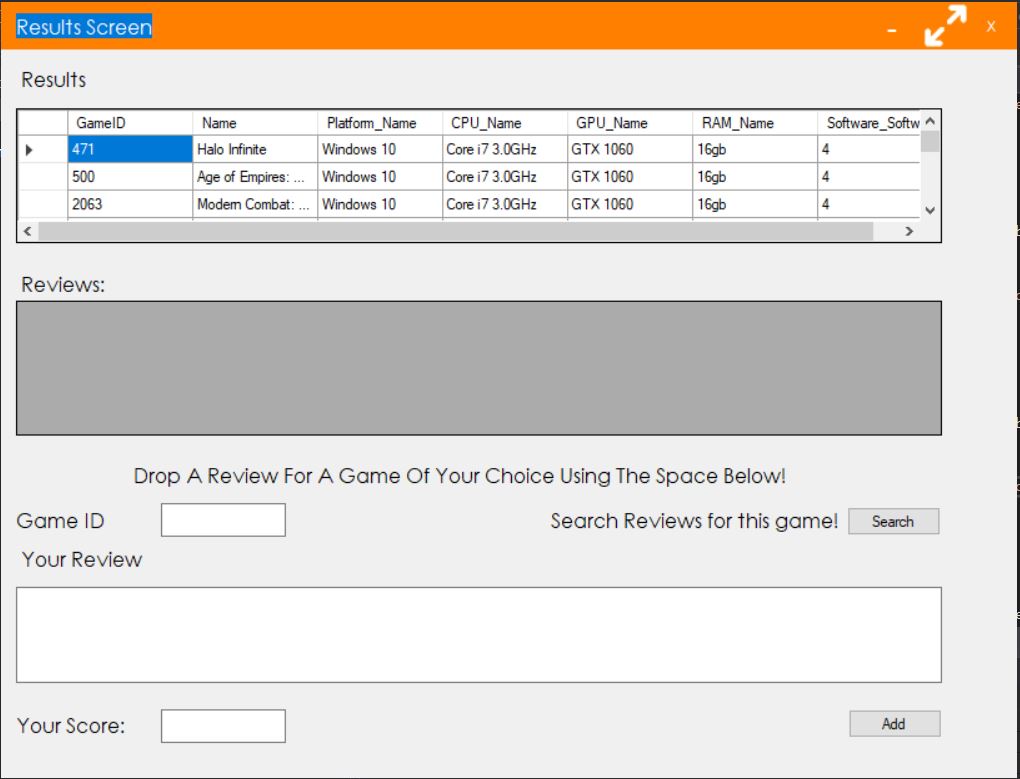 Results Screen - X
Results
GameID Name Platform_Name CPU_Name GPU_Name RAM_Name Software_Softw
471 Halo Infinite Windows 10 Core i7 3.0GHz GTX 1060 16gb 4
500 Age of Empires: ... Windows 10 Core i7 3.0GHz GTX 1060 16gb 4
2063 Modern Combat: ... Windows 10 Core i7 3.0GHz GTX 1060 16gb 4
Reviews:
Drop A Review For A Game Of Your Choice Using The Space Below!
Game ID Search Reviews for this game! Search
Your Review
Your Score: Add